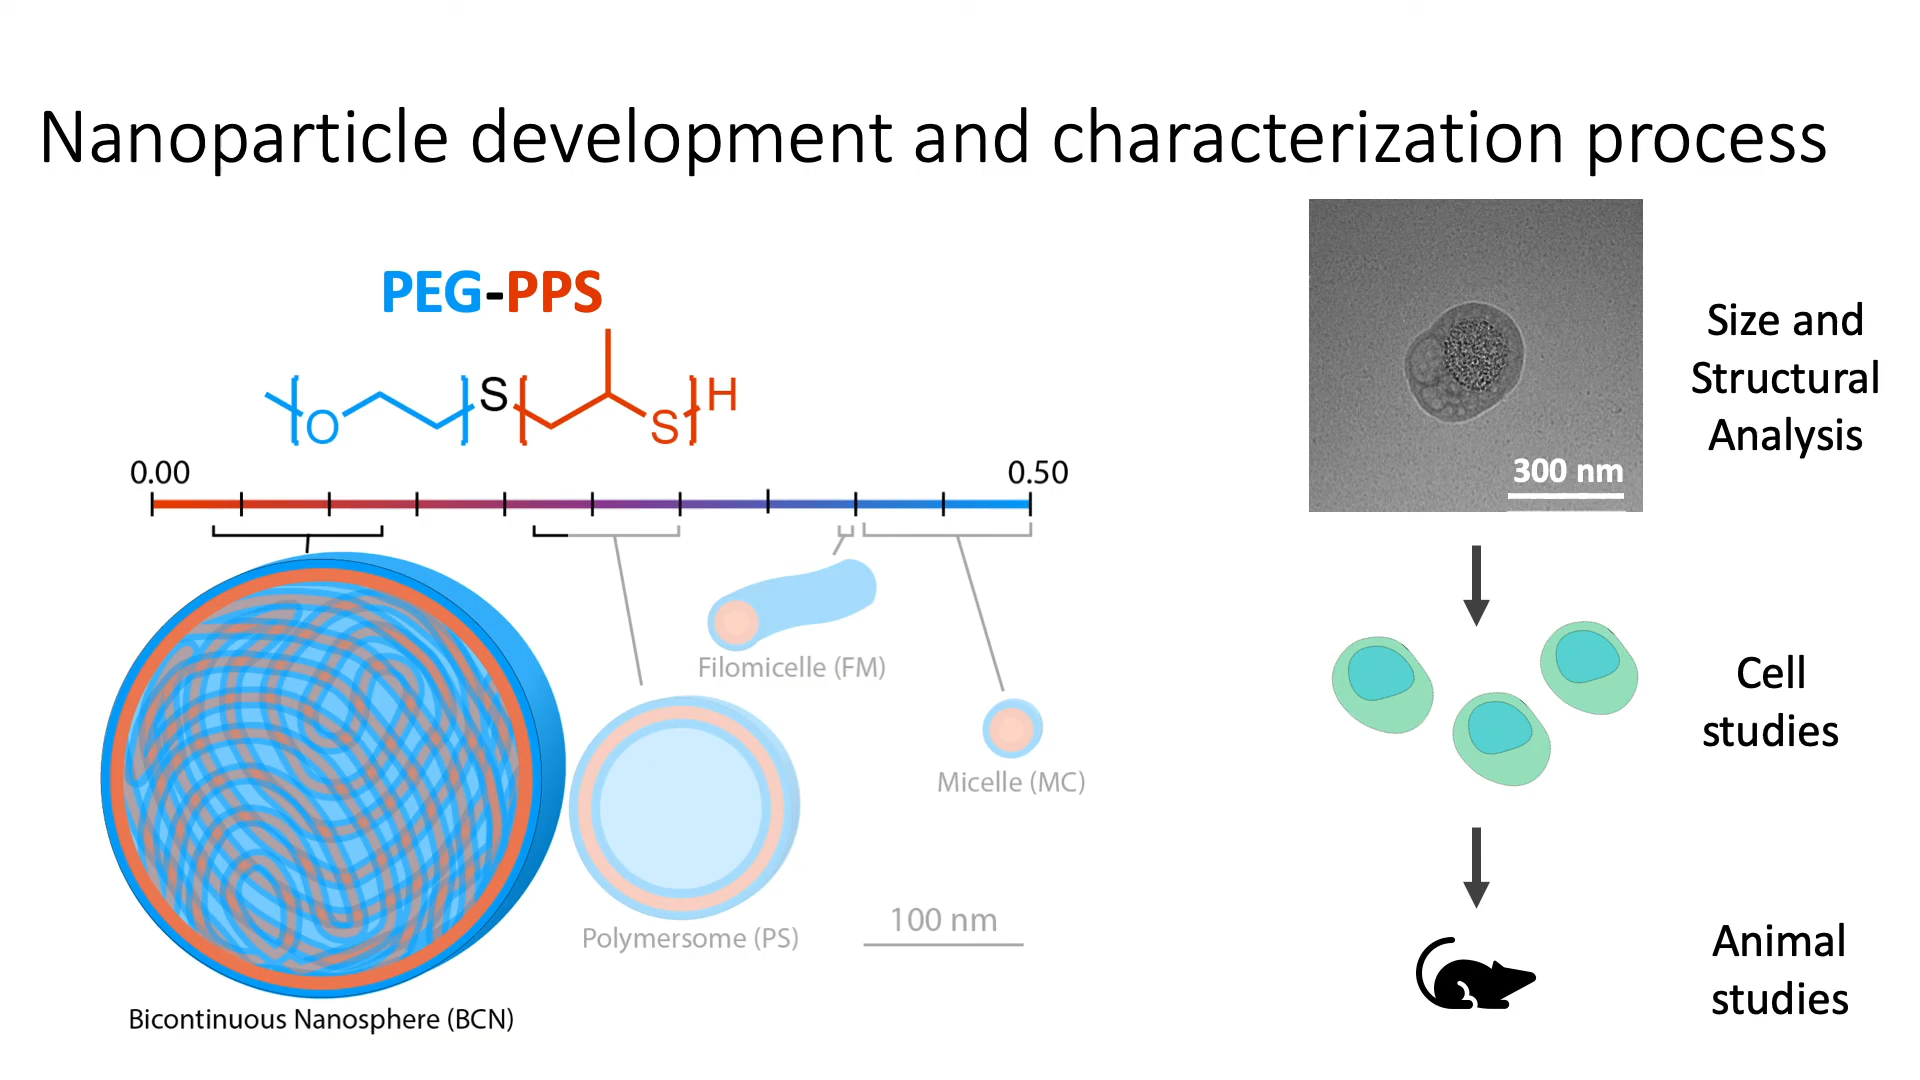 Nanoparticle development and characterization process
PEG-PPS
O
S
S
H
0.00
0.50
Filomicelle (FM)
Micelle (MC)
Polymersome (PS)
100 nm
Bicontinuous Nanosphere (BCN)
300 nm
Size and
Structural
Analysis
Cell
studies
Animal
studies